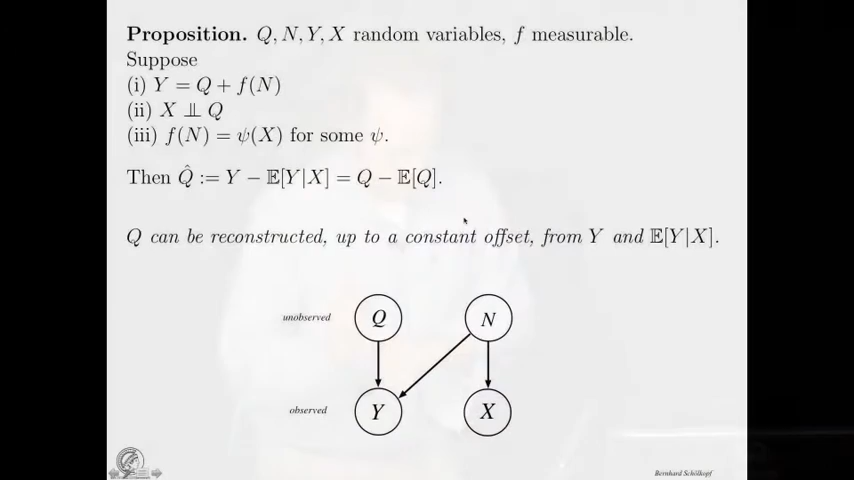 Proposition. Q, N, Y, X random variables, f measurable.
Suppose
(i) Y = Q + f(N)
(ii) X ⫫ Q
(iii) f(N) = ψ(X) for some ψ.
Then Q̂ := Y − 𝔼[Y|X] = Q − 𝔼[Q].
Q can be reconstructed, up to a constant offset, from Y and 𝔼[Y|X].
unobserved Q N
observed Y X
Bernhard Schölkopf